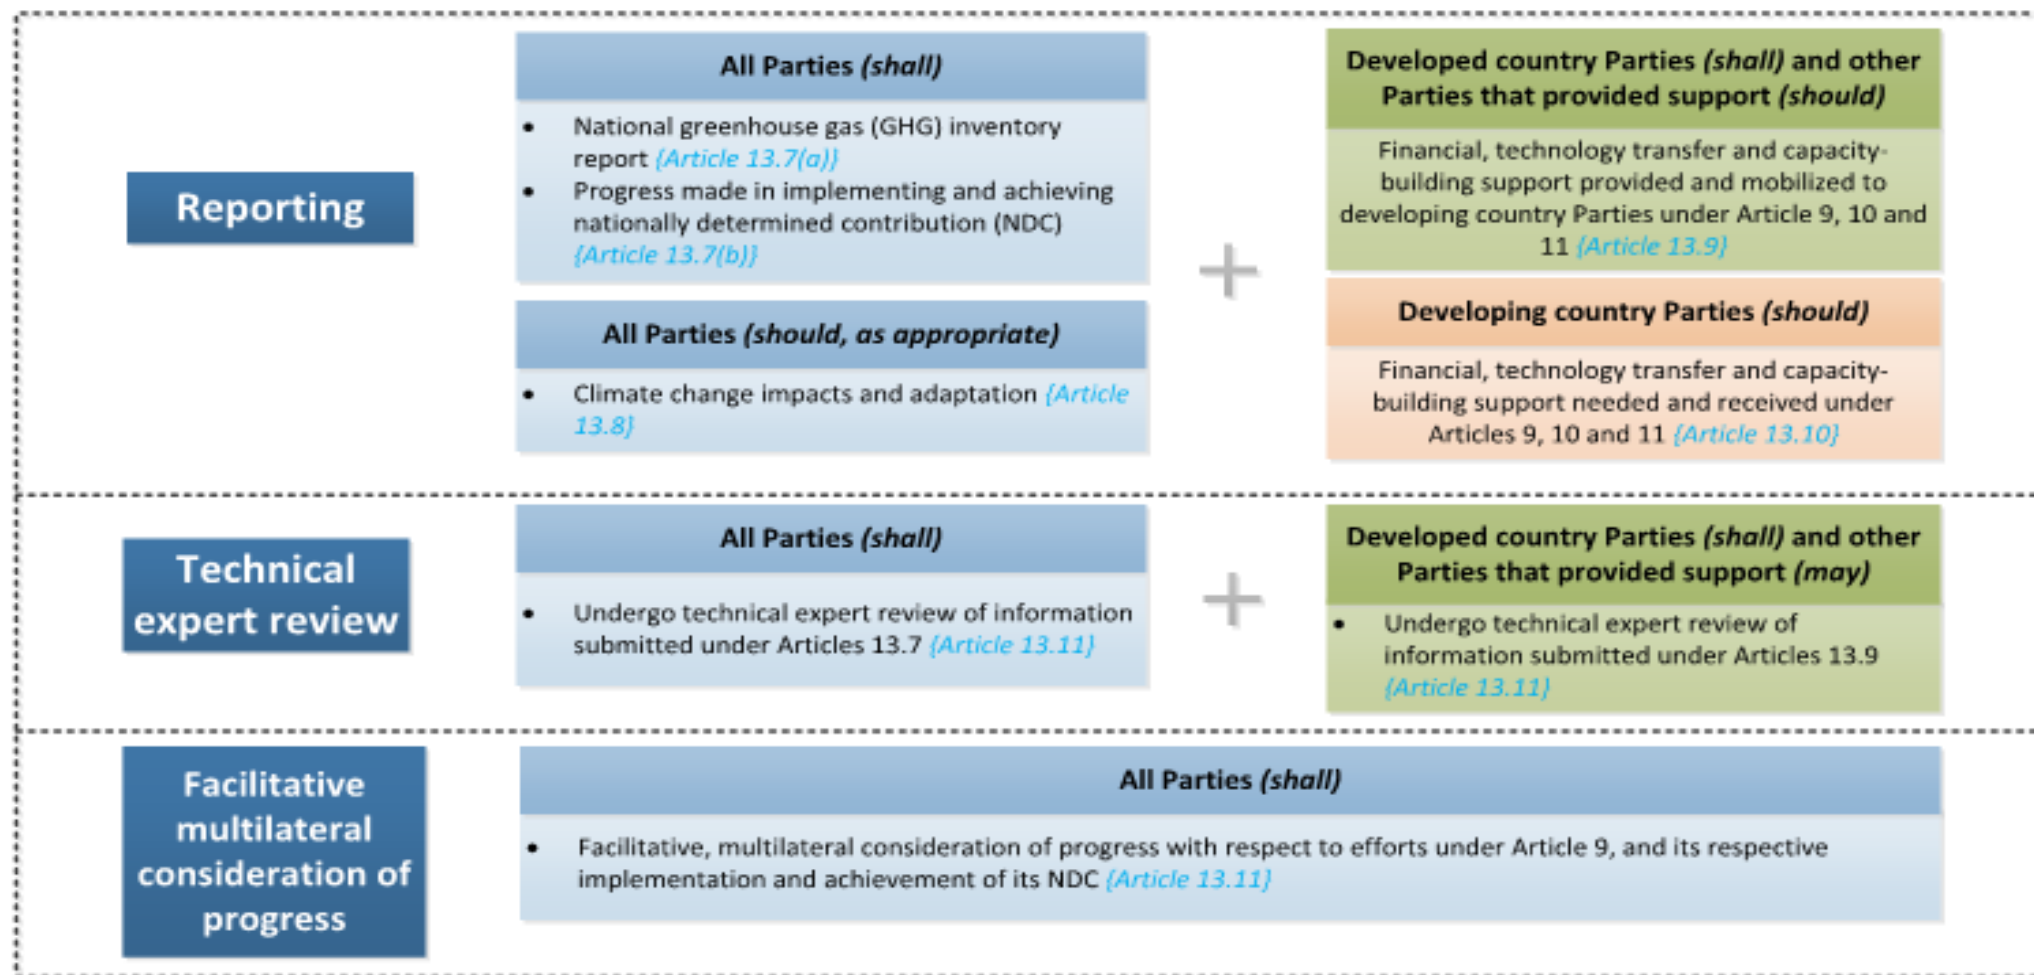 Reporting
All Parties (shall)
• National greenhouse gas (GHG) inventory
report {Article 13.7(a)}
• Progress made in implementing and achieving
nationally determined contribution (NDC)
{Article 13.7(b)}
All Parties (should, as appropriate)
• Climate change impacts and adaptation {Article
13.8}
+
Developed country Parties (shall) and other
Parties that provided support (should)
Financial, technology transfer and capacity-
building support provided and mobilized to
developing country Parties under Article 9, 10 and
11 {Article 13.9}
Developing country Parties (should)
Financial, technology transfer and capacity-
building support needed and received under
Articles 9, 10 and 11 {Article 13.10}
Technical
expert review
All Parties (shall)
• Undergo technical expert review of information
submitted under Articles 13.7 {Article 13.11}
+
Developed country Parties (shall) and other
Parties that provided support (may)
• Undergo technical expert review of
information submitted under Articles 13.9
{Article 13.11}
Facilitative
multilateral
consideration of
progress
All Parties (shall)
• Facilitative, multilateral consideration of progress with respect to efforts under Article 9, and its respective
implementation and achievement of its NDC {Article 13.11}